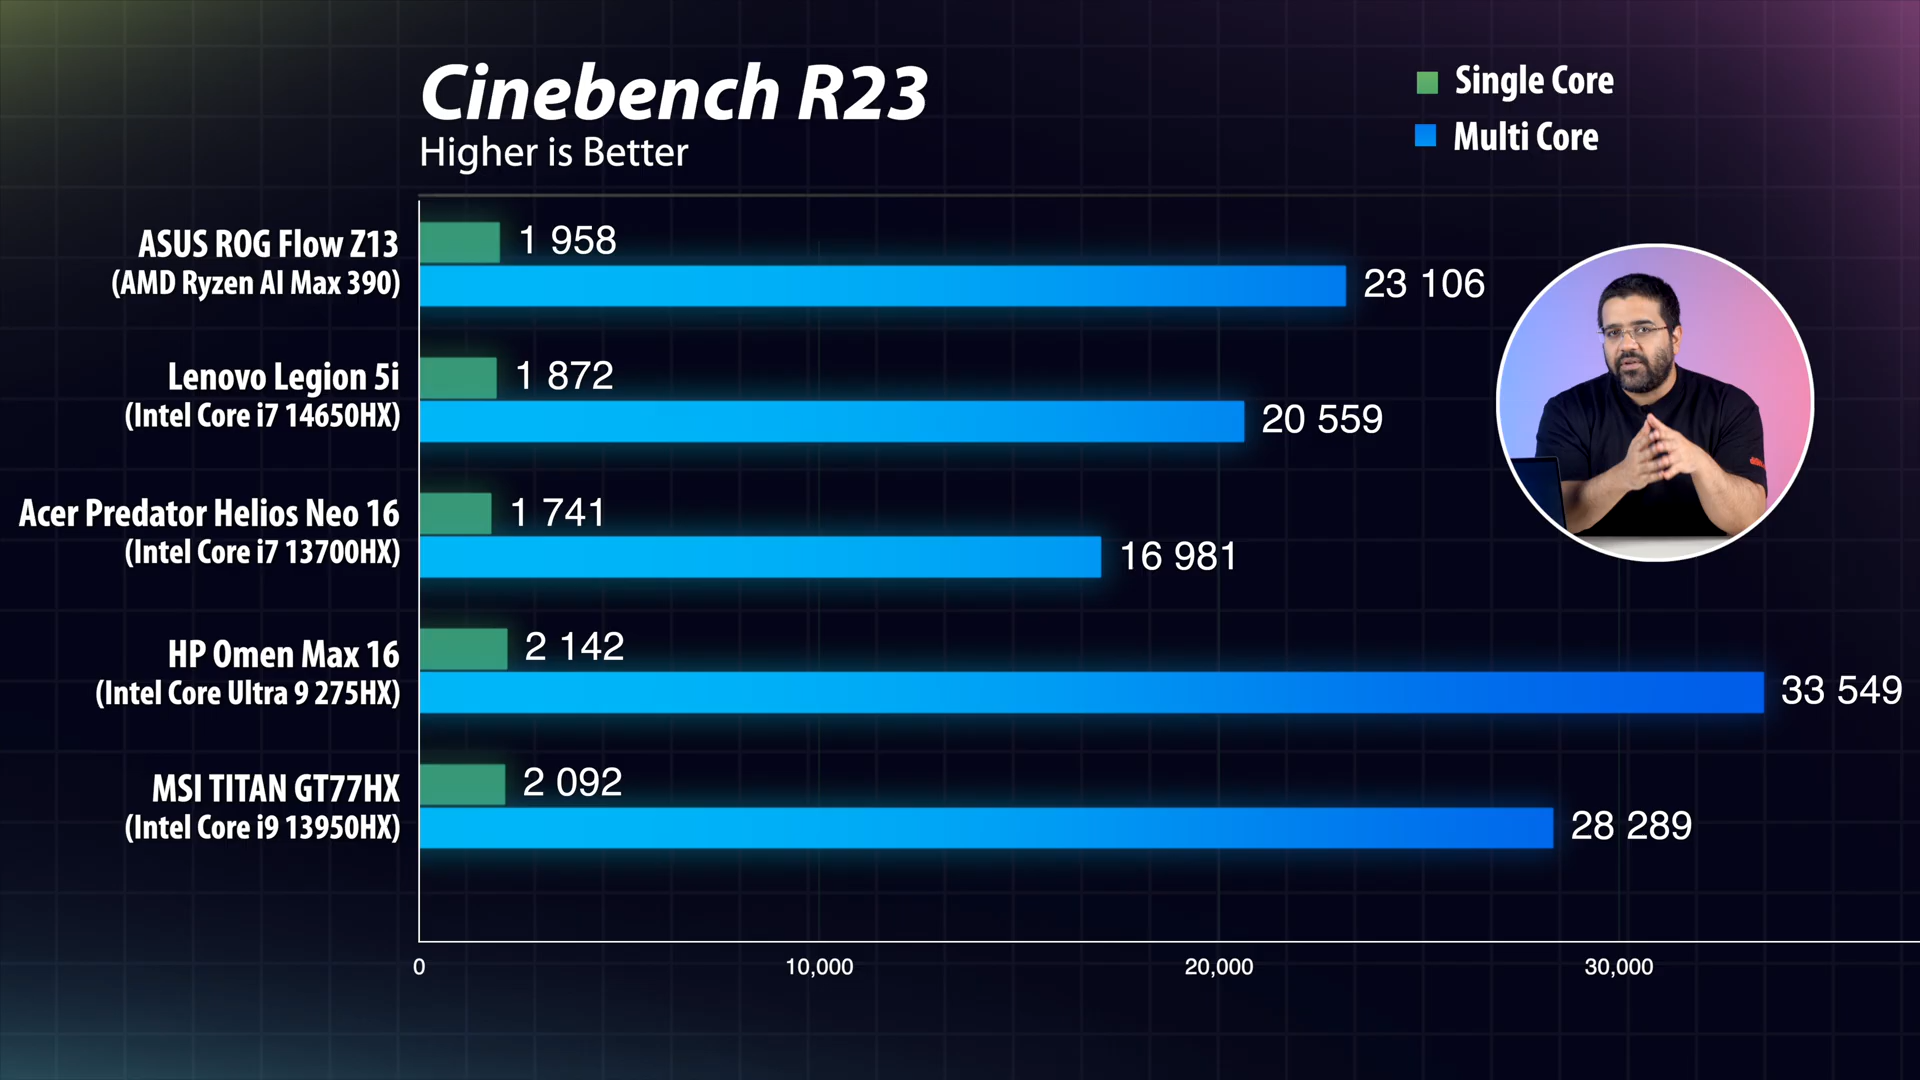 Cinebench R23
Higher is Better
Single Core
Multi Core
ASUS ROG Flow Z13
(AMD Ryzen AI Max 390)
1 958
23 106
Lenovo Legion 5i
(Intel Core i7 14650HX)
1 872
20 559
Acer Predator Helios Neo 16
(Intel Core i7 13700HX)
1 741
16 981
HP Omen Max 16
(Intel Core Ultra 9 275HX)
2 142
33 549
MSI TITAN GT77HX
(Intel Core i9 13950HX)
2 092
28 289
0
10,000
20,000
30,000